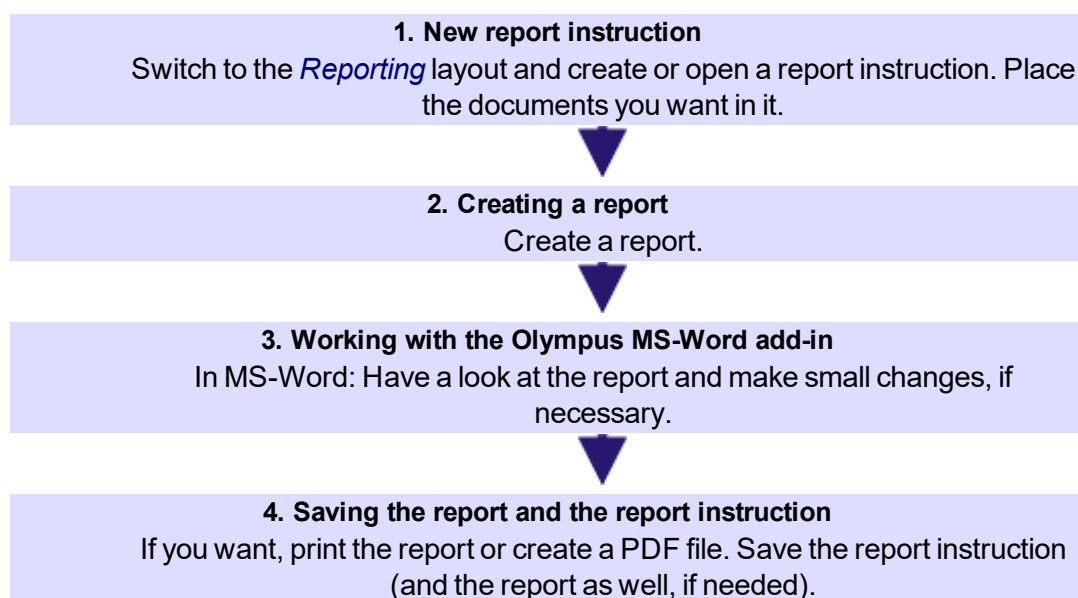 1. New report instruction
Switch to the Reporting layout and create or open a report instruction. Place
the documents you want in it.
2. Creating a report
Create a report.
3. Working with the Olympus MS-Word add-in
In MS-Word: Have a look at the report and make small changes, if
necessary.
4. Saving the report and the report instruction
If you want, print the report or create a PDF file. Save the report instruction
(and the report as well, if needed).